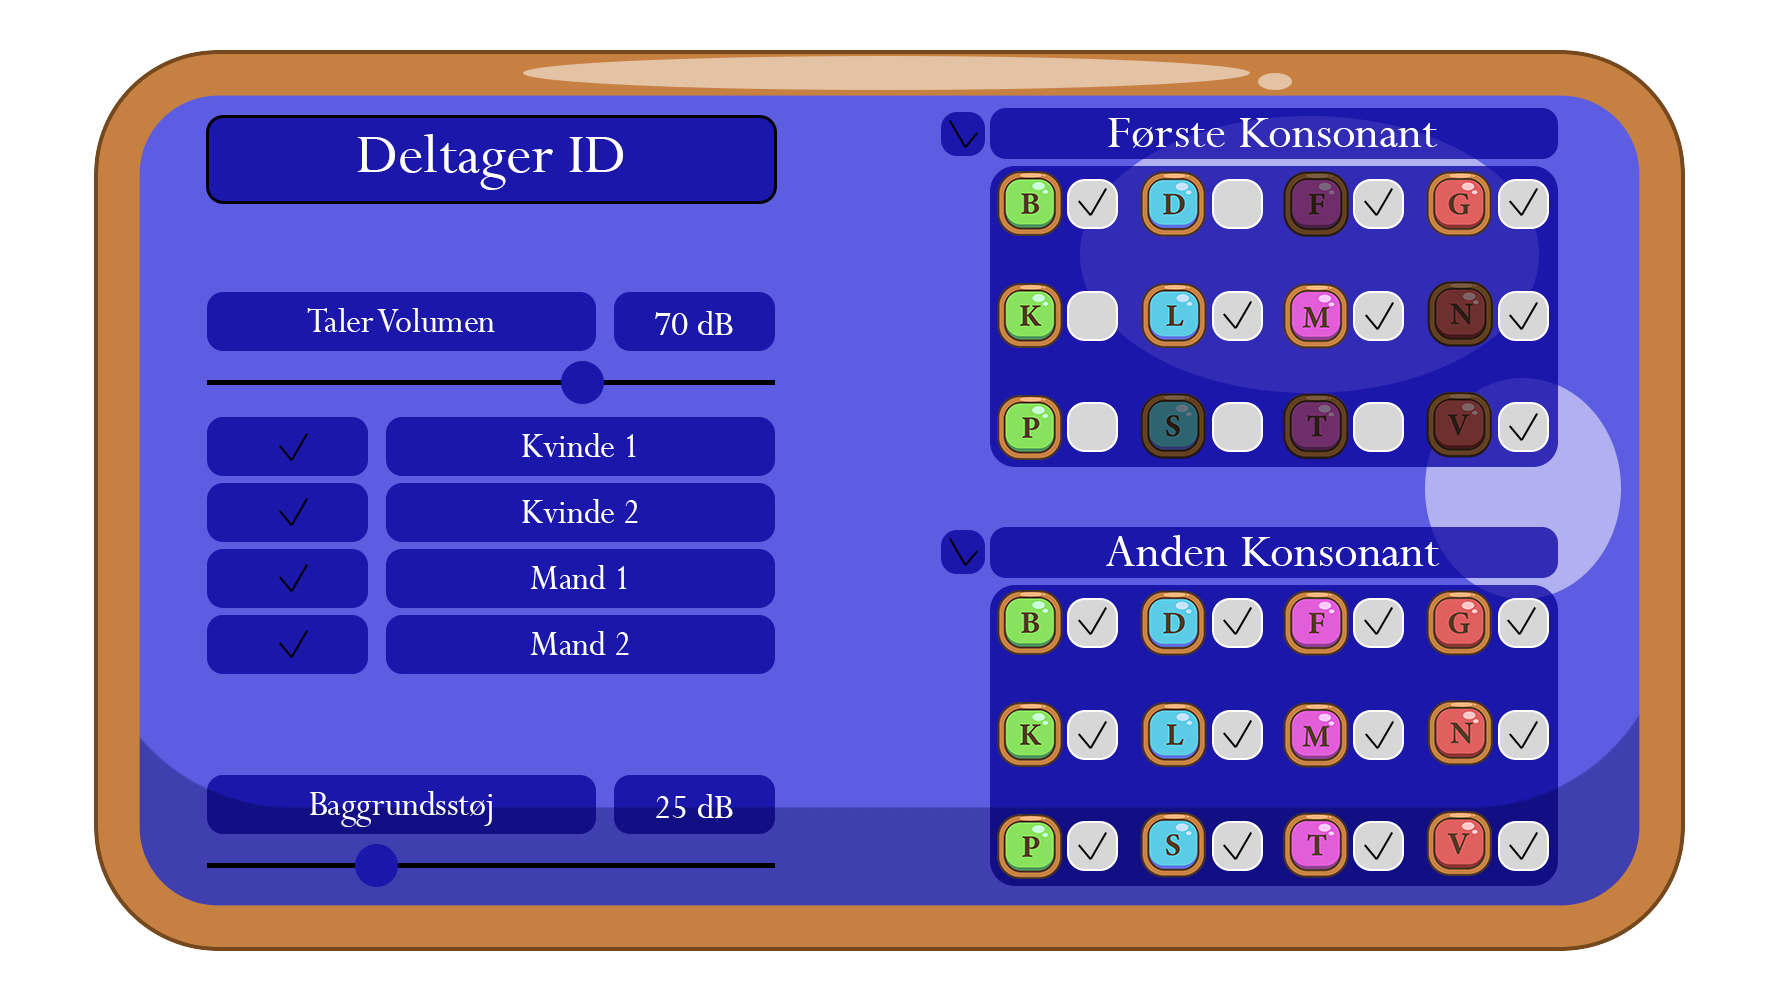 Deltager ID
Taler Volumen 70 dB
Kvinde 1
Kvinde 2
Mand 1
Mand 2
Baggrundsstøj 25 dB
Første Konsonant
B D F G
K L M N
P S T V
Anden Konsonant
B D F G
K L M N
P S T V